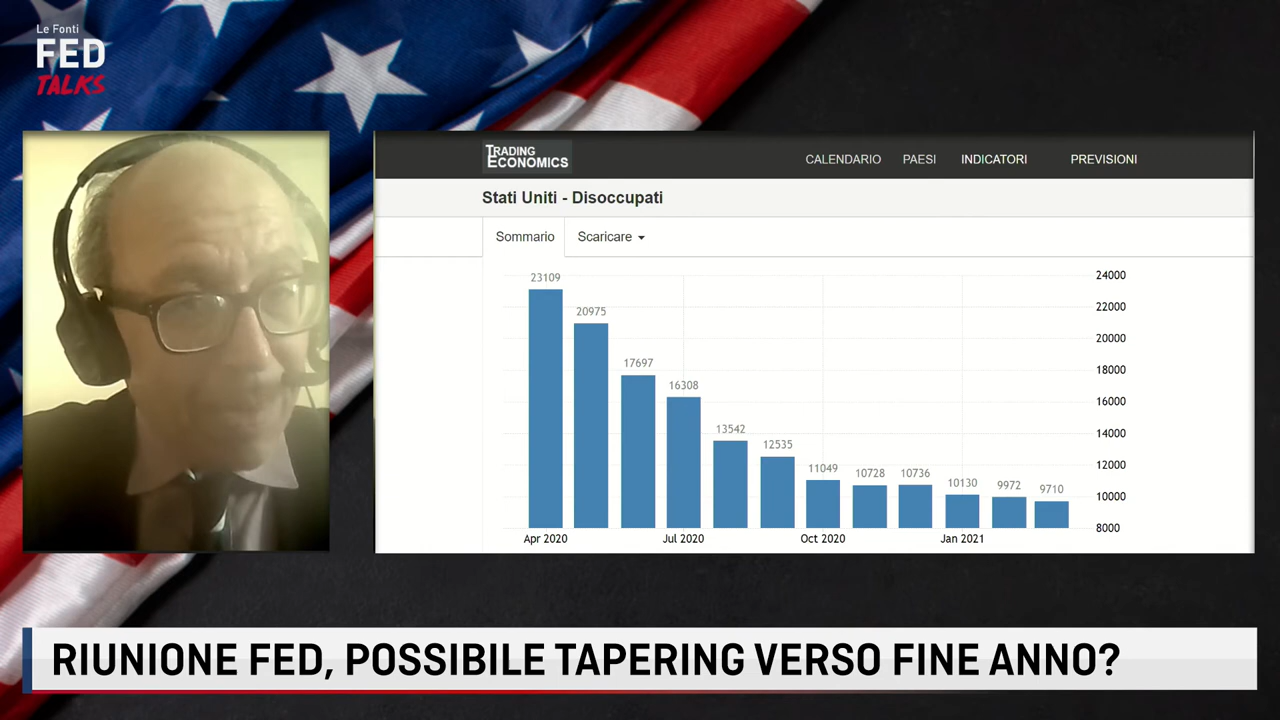 Le Fonti
FED
TALKS
TRADING
ECONOMICS
CALENDARIO PAESI INDICATORI PREVISIONI
Stati Uniti - Disoccupati
Sommario Scaricare
23109
20975
17697
16308
13542
12535
11049
10728
10736
10130
9972
9710
24000
22000
20000
18000
16000
14000
12000
10000
8000
Apr 2020 Jul 2020 Oct 2020 Jan 2021
RIUNIONE FED, POSSIBILE TAPERING VERSO FINE ANNO?